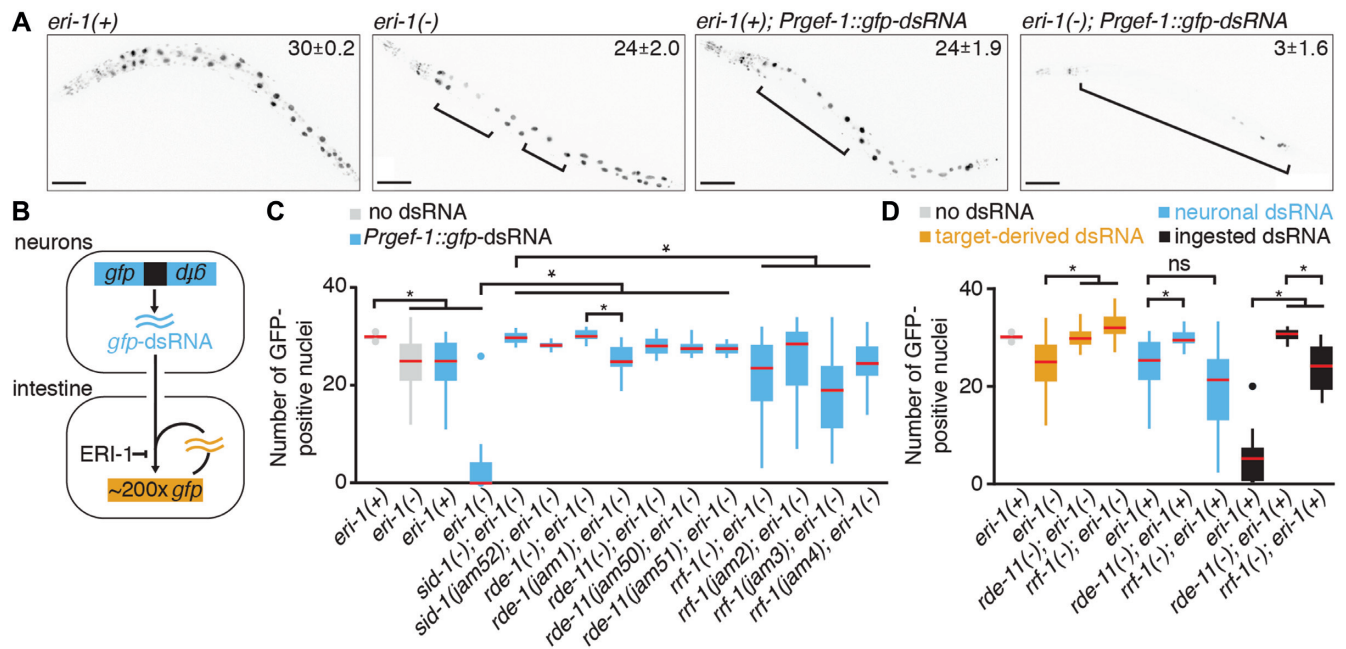 A
eri-1(+)
eri-1(-)
eri-1(+); Prgef-1::gfp-dsRNA
eri-1(-); Prgef-1::gfp-dsRNA
30±0.2
24±2.0
24±1.9
3±1.6
B
neurons
gfp
gfp
gfp-dsRNA
intestine
ERI-1
~200x gfp
C
no dsRNA
Prgef-1::gfp-dsRNA
Number of GFP-
positive nuclei
40
20
0
*
*
*
*
eri-1(+)
eri-1(-)
eri-1(+)
eri-1(-)
sid-1(-); eri-1(-)
sid-1(jam52); eri-1(-)
rde-1(-); eri-1(-)
rde-1(jam1); eri-1(-)
rde-11(-); eri-1(-)
rde-11(jam50); eri-1(-)
rde-11(jam51); eri-1(-)
rrf-1(-); eri-1(-)
rrf-1(jam2); eri-1(-)
rrf-1(jam3); eri-1(-)
rrf-1(jam4); eri-1(-)
D
no dsRNA
neuronal dsRNA
target-derived dsRNA
ingested dsRNA
Number of GFP-
positive nuclei
40
20
0
*
ns
*
*
*
eri-1(+)
eri-1(-)
rde-11(-); eri-1(-)
rrf-1(-); eri-1(-)
eri-1(+)
rde-11(-); eri-1(+)
rrf-1(-); eri-1(+)
eri-1(+)
rde-11(-); eri-1(+)
rrf-1(-); eri-1(+)